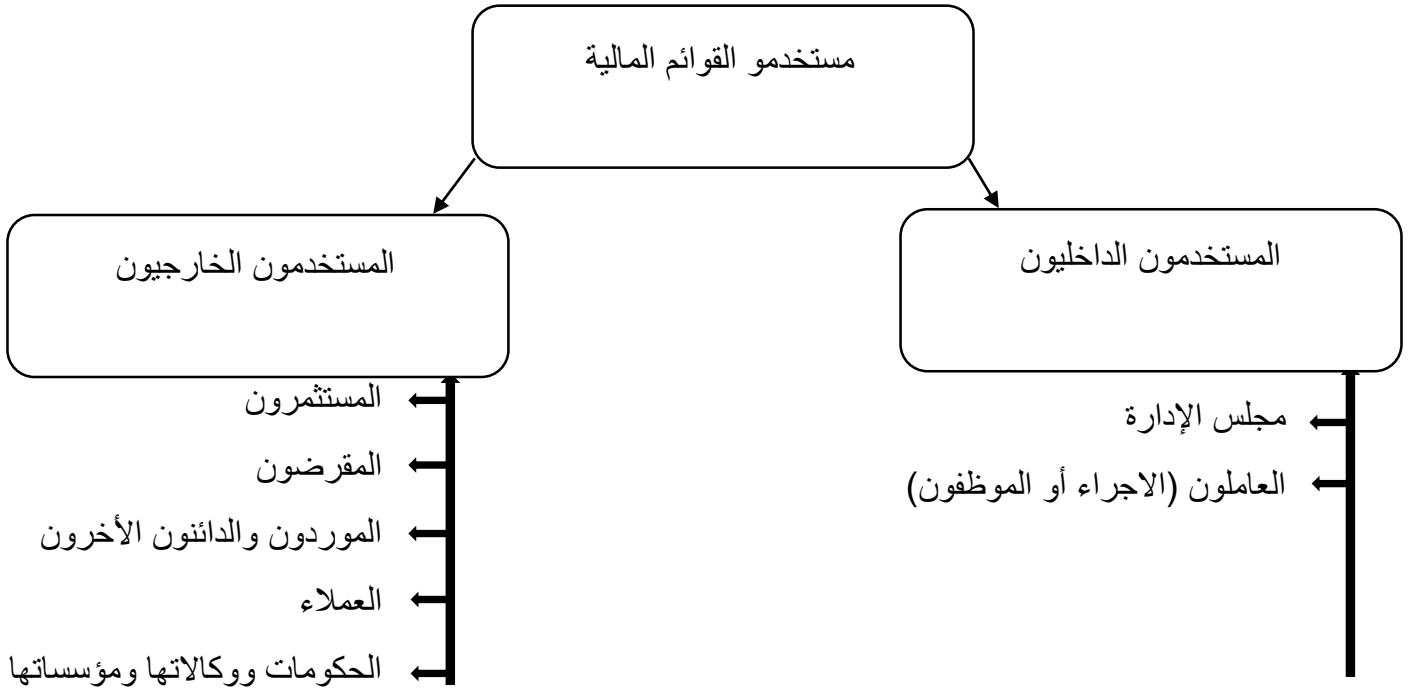 مستخدمو القوائم المالية
المستخدمون الداخليون
مجلس الإدارة
العاملون (الاجراء أو الموظفون)
المستخدمون الخارجيون
المستثمرون
المقرضون
الموردون والدائنون الأخرون
العملاء
الحكومات ووكالاتها ومؤسساتها